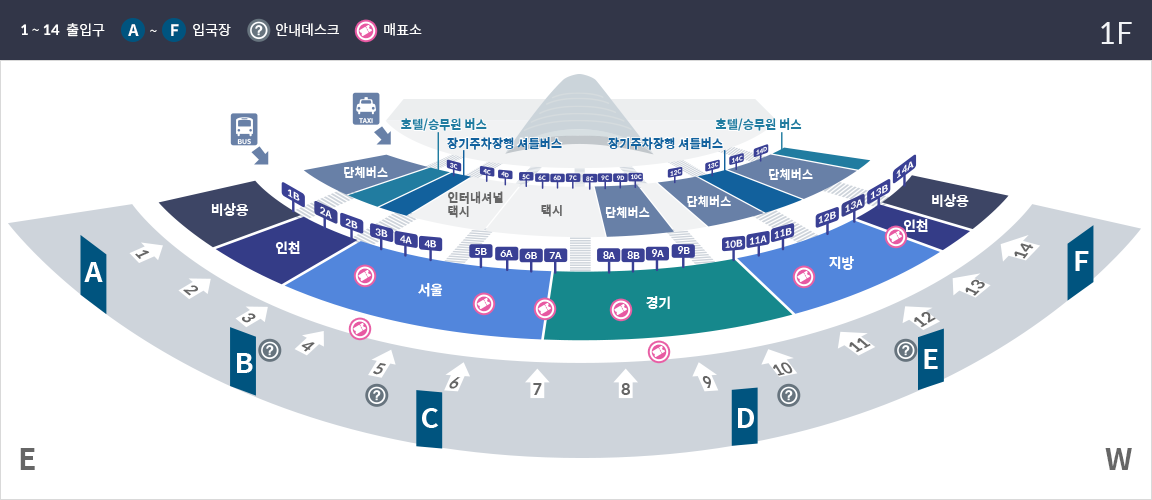 1 ~ 14 출입구 A ~ F 입국장 ? 안내데스크 매표소
1F
TAXI
BUS
호텔/승무원 버스
호텔/승무원 버스
장기주차장행 셔틀버스
장기주차장행 셔틀버스
3C 4C 4D 5C 6C 6D 7C 8C 9C 9D 10C 12C 13C 14C 14D
단체버스
인터내셔널
택시
택시
단체버스
단체버스
단체버스
1B 2A 2B 3B 4A 4B 5B 6A 6B 7A 8A 8B 9A 9B 10B 11A 11B 12B 13A 13B 14A
비상용
인천
서울
경기
지방
인천
비상용
A
B
C
D
E
F
1 2 3 4 5 6 7 8 9 10 11 12 13 14
? ? ? ?
E
W